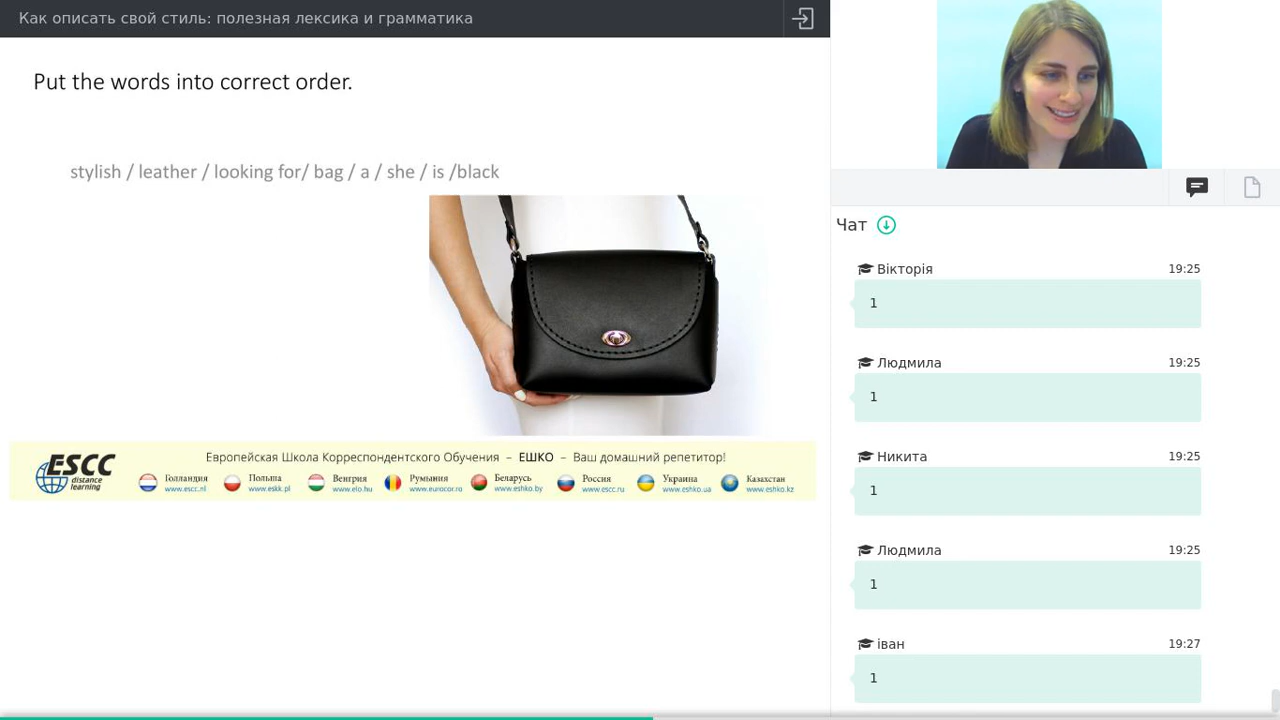 Как описать свой стиль: полезная лексика и грамматика
Put the words into correct order.
stylish / leather / looking for/ bag / a / she / is /black
ESCC
distance
learning
Европейская Школа Корреспондентского Обучения – ЕШКО – Ваш домашний репетитор!
Голландия
www.escc.nl
Польша
www.eskk.pl
Венгрия
www.elo.hu
Румыния
www.eurocor.ro
Беларусь
www.eshko.by
Россия
www.escc.ru
Украина
www.eshko.ua
Казахстан
www.eshko.kz
Чат
Вікторія 19:25
1
Людмила 19:25
1
Никита 19:25
1
Людмила 19:25
1
іван 19:27
1